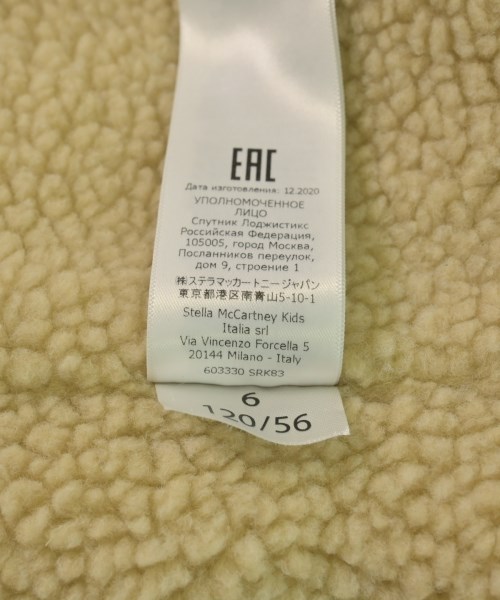 EAC
Дата изготовления: 12.2020
УПОЛНОМОЧЕННОЕ
ЛИЦО
Спутник Лоджистикс
Российская Федерация,
105005, город Москва,
Посланников переулок,
дом 9, строение 1
㈱ステラマッカートニージャパン
東京都港区南青山5-10-1
Stella McCartney Kids
Italia srl
Via Vincenzo Forcella 5
20144 Milano - Italy
603330 SRK83
6
120/56